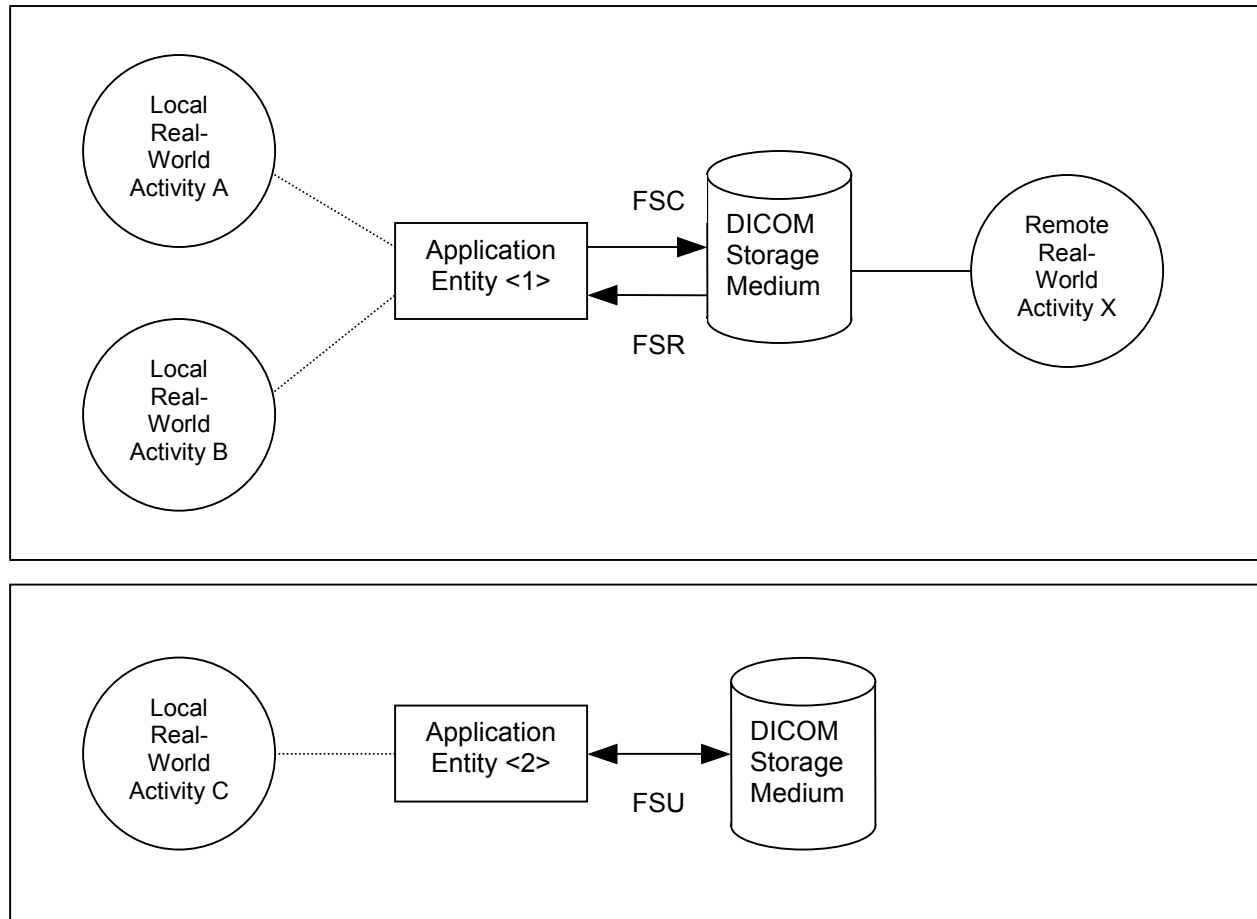 Local
Real-
World
Activity A
Local
Real-
World
Activity B
Application
Entity <1>
FSC
FSR
DICOM
Storage
Medium
Remote
Real-
World
Activity X
Local
Real-
World
Activity C
Application
Entity <2>
FSU
DICOM
Storage
Medium